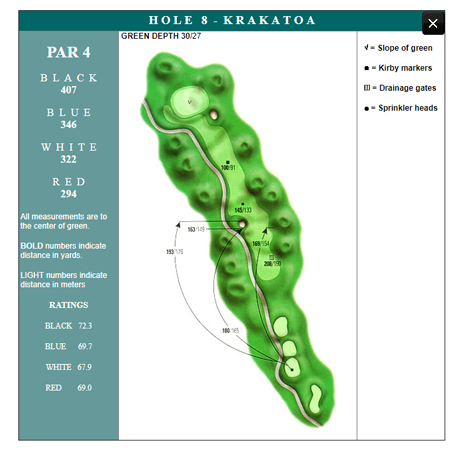 HOLE 8 - KRAKATOA
GREEN DEPTH 30/27
PAR 4
BLACK
407
BLUE
346
WHITE
322
RED
294
All measurements are to
the center of green.
BOLD numbers indicate
distance in yards.
LIGHT numbers indicate
distance in meters
RATINGS
BLACK 72.3
BLUE 69.7
WHITE 67.9
RED 69.0
100/91
145/133
163/149
169/154
193/175
180/165
√ = Slope of green
■ = Kirby markers
▥ = Drainage gates
● = Sprinkler heads